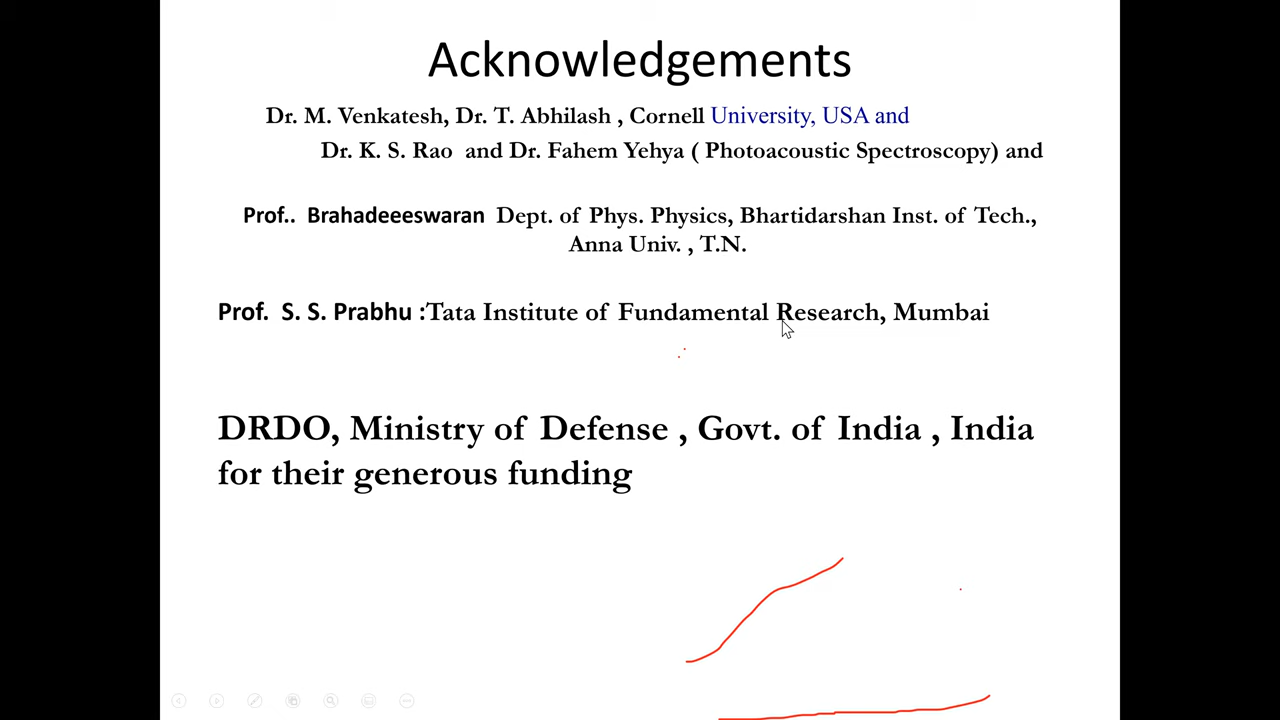 Acknowledgements
Dr. M. Venkatesh, Dr. T. Abhilash , Cornell University, USA and
Dr. K. S. Rao and Dr. Fahem Yehya ( Photoacoustic Spectroscopy) and
Prof.. Brahadeeeswaran Dept. of Phys. Physics, Bhartidarshan Inst. of Tech.,
Anna Univ. , T.N.
Prof. S. S. Prabhu :Tata Institute of Fundamental Research, Mumbai
DRDO, Ministry of Defense , Govt. of India , India
for their generous funding